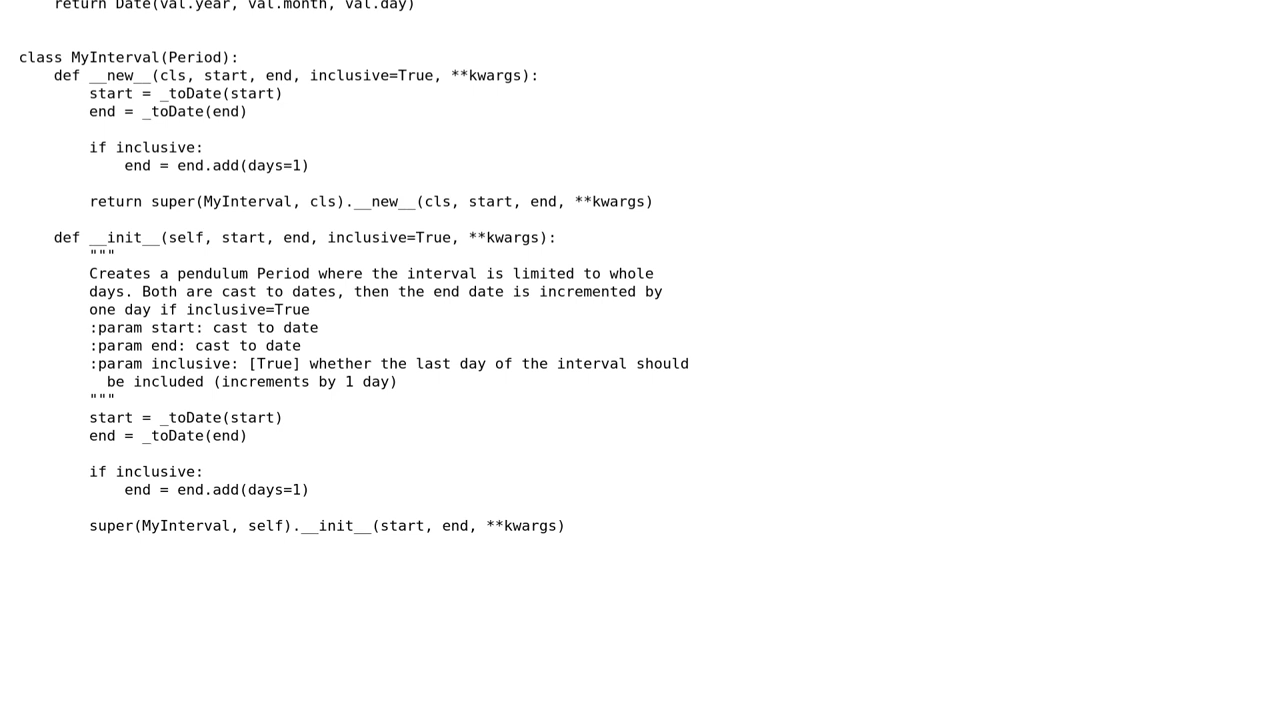 return Date(val.year, val.month, val.day)


class MyInterval(Period):
    def __new__(cls, start, end, inclusive=True, **kwargs):
        start = _toDate(start)
        end = _toDate(end)

        if inclusive:
            end = end.add(days=1)

        return super(MyInterval, cls).__new__(cls, start, end, **kwargs)

    def __init__(self, start, end, inclusive=True, **kwargs):
        """
        Creates a pendulum Period where the interval is limited to whole
        days. Both are cast to dates, then the end date is incremented by
        one day if inclusive=True
        :param start: cast to date
        :param end: cast to date
        :param inclusive: [True] whether the last day of the interval should
          be included (increments by 1 day)
        """
        start = _toDate(start)
        end = _toDate(end)

        if inclusive:
            end = end.add(days=1)

        super(MyInterval, self).__init__(start, end, **kwargs)